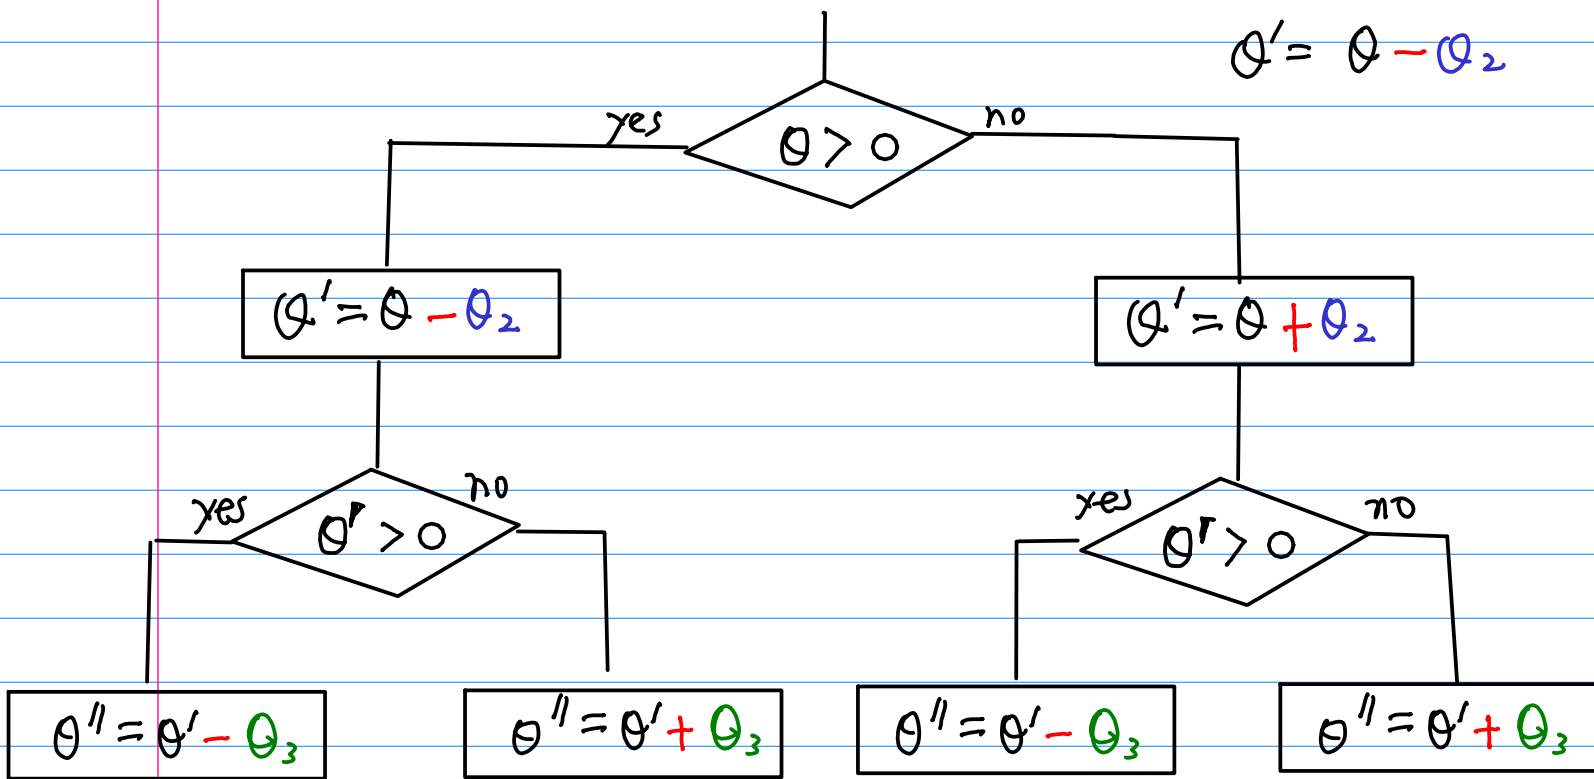 θ' = θ - θ₂
yes
θ > 0
no
θ' = θ - θ₂
θ' = θ + θ₂
yes
θ' > 0
no
yes
θ' > 0
no
θ'' = θ' - θ₃
θ'' = θ' + θ₃
θ'' = θ' - θ₃
θ'' = θ' + θ₃